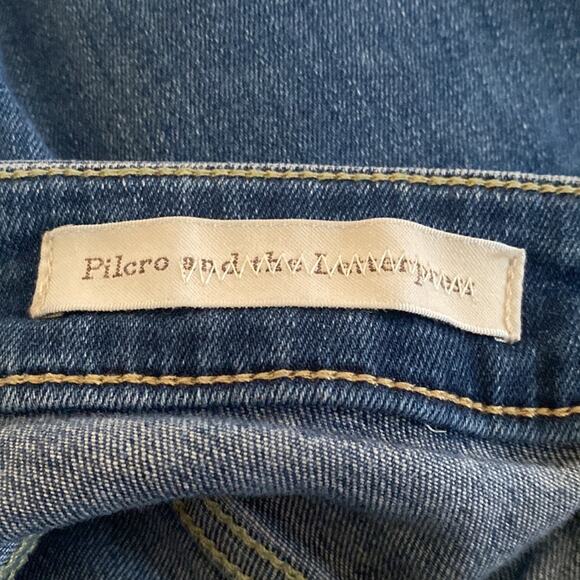 Pilcro and the Letterpress